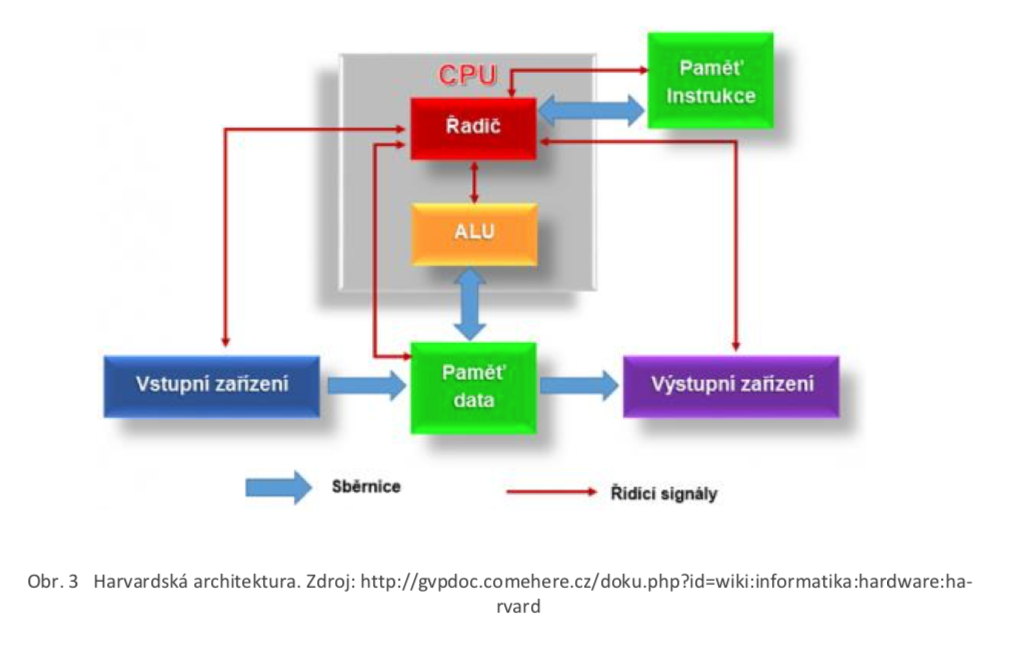 CPU
Paměť
Instrukce
Řadič
ALU
Vstupní zařízení
Paměť
data
Výstupní zařízení
Sběrnice
Řídící signály
Obr. 3 Harvardská architektura. Zdroj: http://gvpdoc.comehere.cz/doku.php?id=wiki:informatika:hardware:ha-
rvard